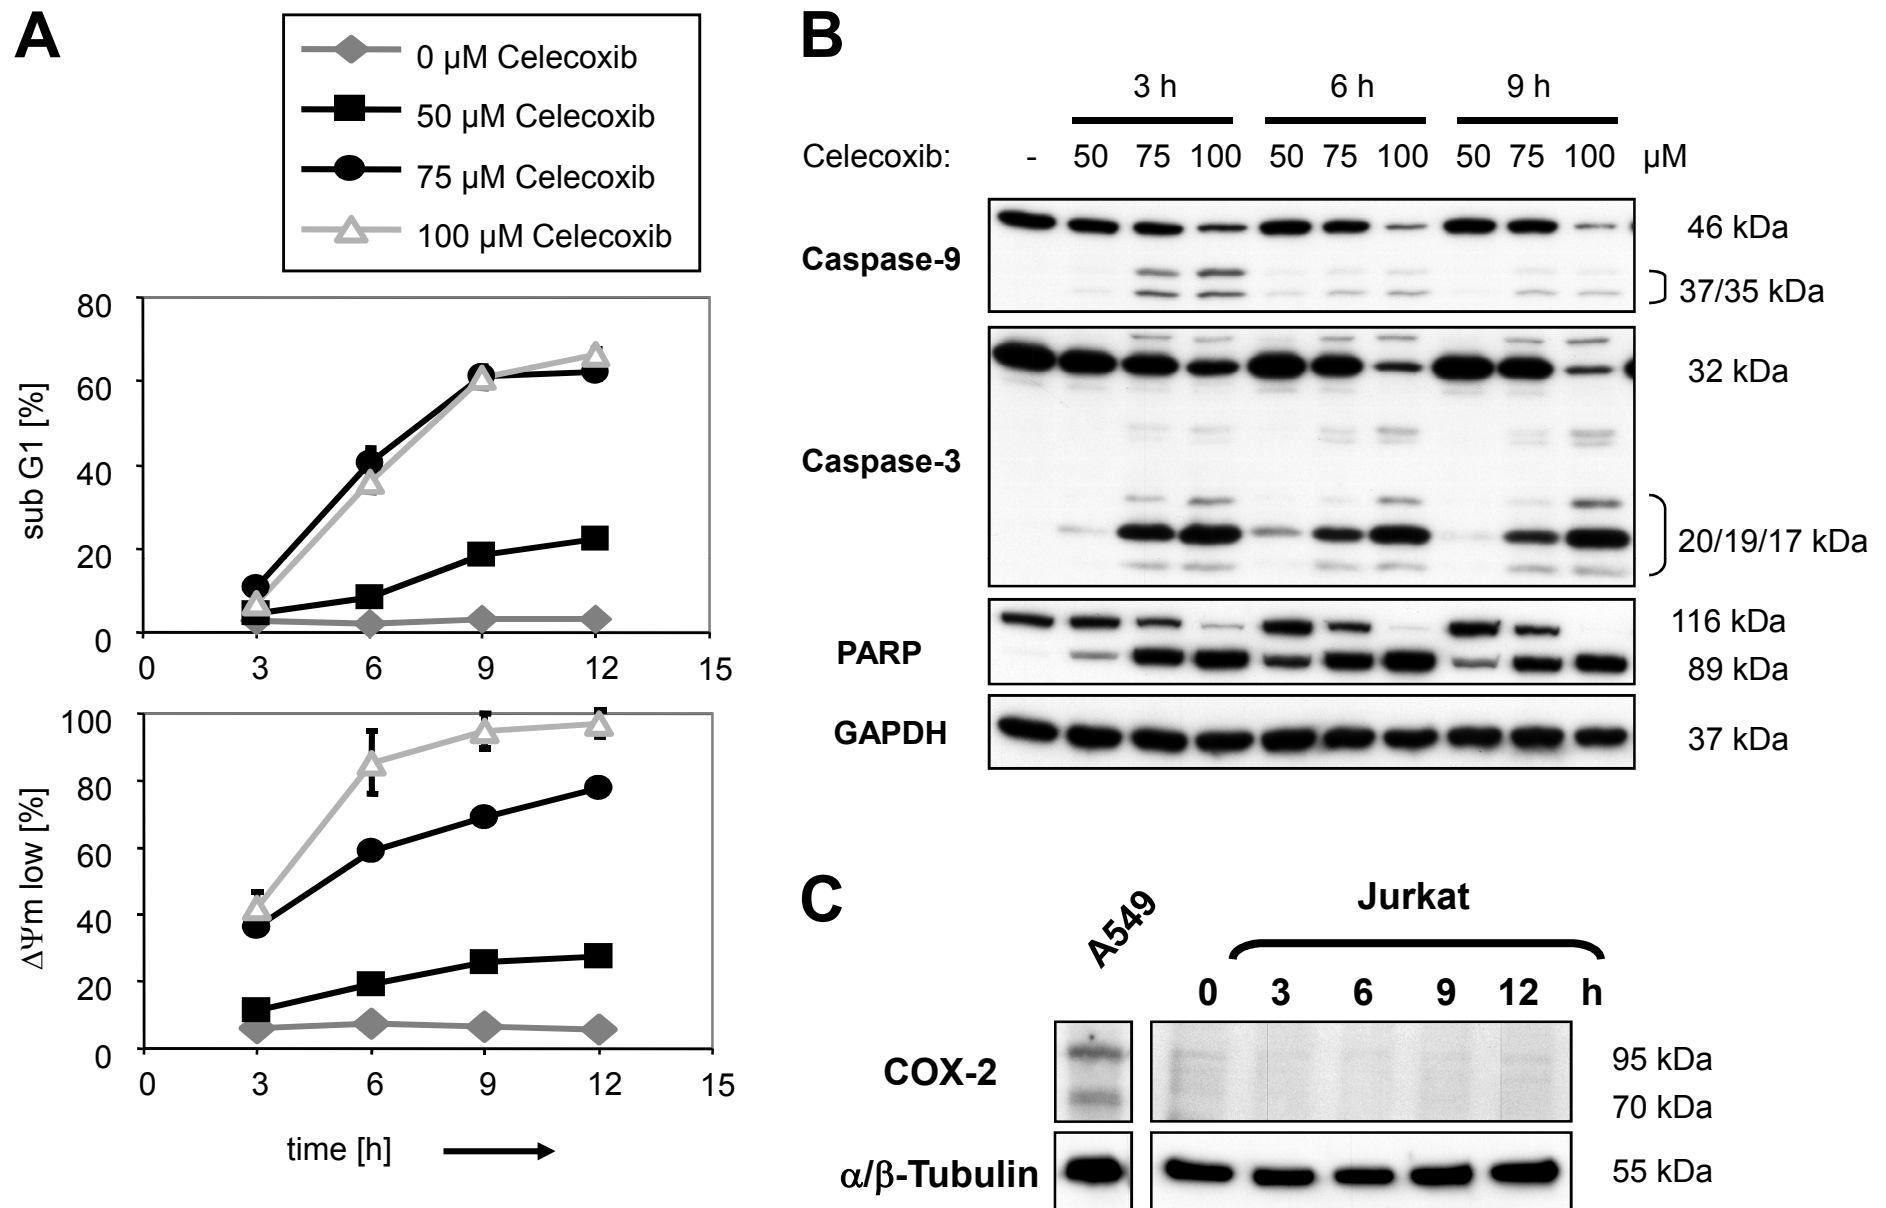 A
0 µM Celecoxib
50 µM Celecoxib
75 µM Celecoxib
100 µM Celecoxib
sub G1 [%]
80
60
40
20
0
0 3 6 9 12 15
ΔΨm low [%]
100
80
60
40
20
0
0 3 6 9 12 15
time [h]
B
3 h 6 h 9 h
Celecoxib: - 50 75 100 50 75 100 50 75 100 µM
Caspase-9
46 kDa
37/35 kDa
Caspase-3
32 kDa
20/19/17 kDa
PARP
116 kDa
89 kDa
GAPDH
37 kDa
C
A549
Jurkat
0 3 6 9 12 h
COX-2
95 kDa
70 kDa
α/β-Tubulin
55 kDa